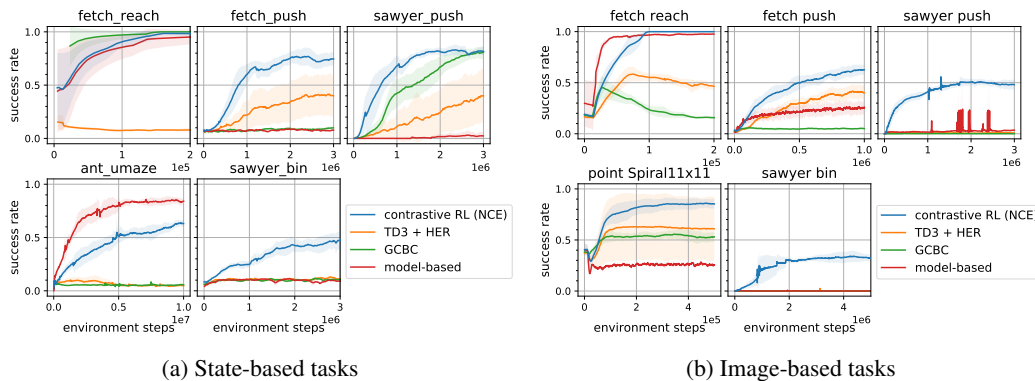 fetch_reach fetch_push sawyer_push
success rate
1.0
0.5
0.0
0 1 2
1e5
0 1 2 3
1e6
0 1 2 3
1e6
ant_umaze sawyer_bin
success rate
1.0
0.5
0.0
0.0 0.5 1.0
1e7
0 1 2 3
1e6
environment steps environment steps
contrastive RL (NCE)
TD3 + HER
GCBC
model-based
(a) State-based tasks
fetch reach fetch push sawyer push
success rate
1.0
0.5
0.0
0 1 2
1e5
0.0 0.5 1.0
1e6
0 1 2 3
1e6
point Spiral11x11 sawyer bin
success rate
1.0
0.5
0.0
0 2 4
1e5
0 2 4
1e6
environment steps environment steps
contrastive RL (NCE)
TD3 + HER
GCBC
model-based
(b) Image-based tasks